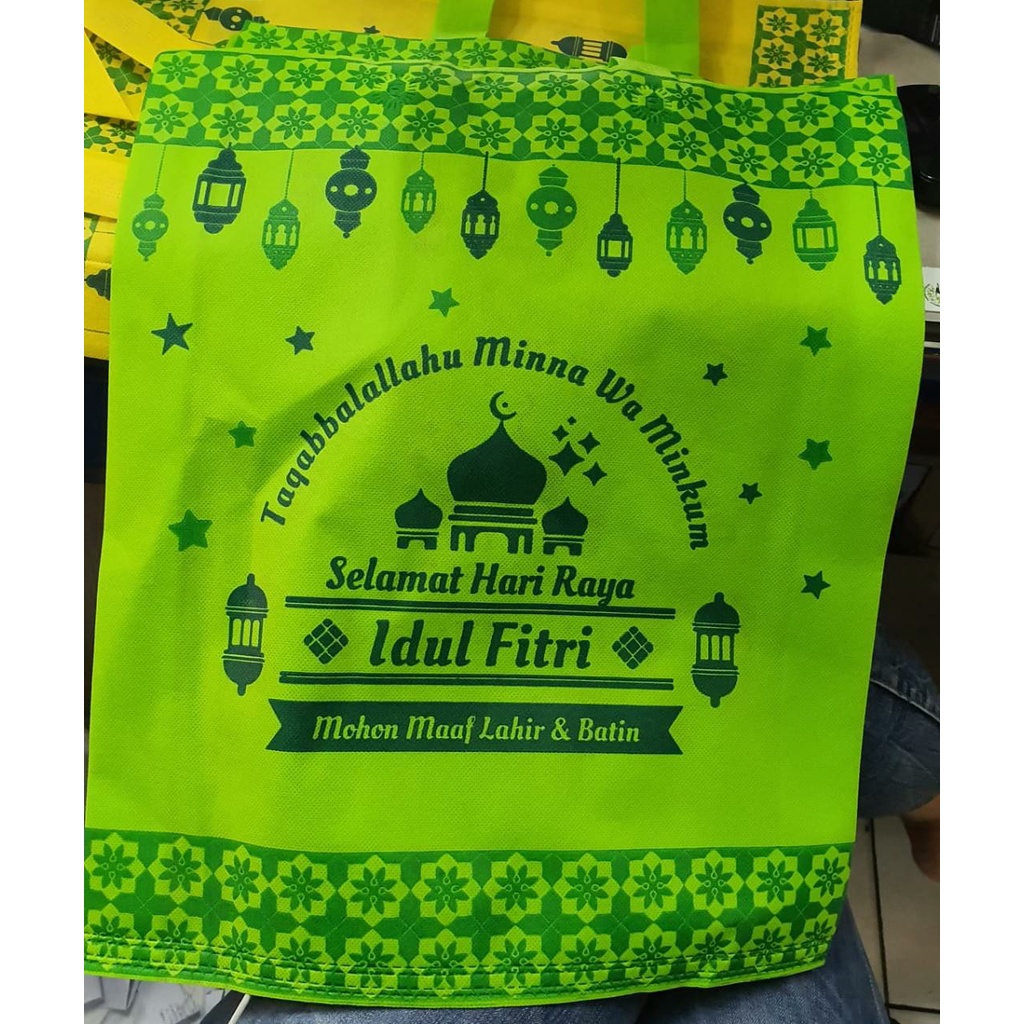 Taqabbalallahu Minna Wa Minkum
Selamat Hari Raya
Idul Fitri
Mohon Maaf Lahir & Batin